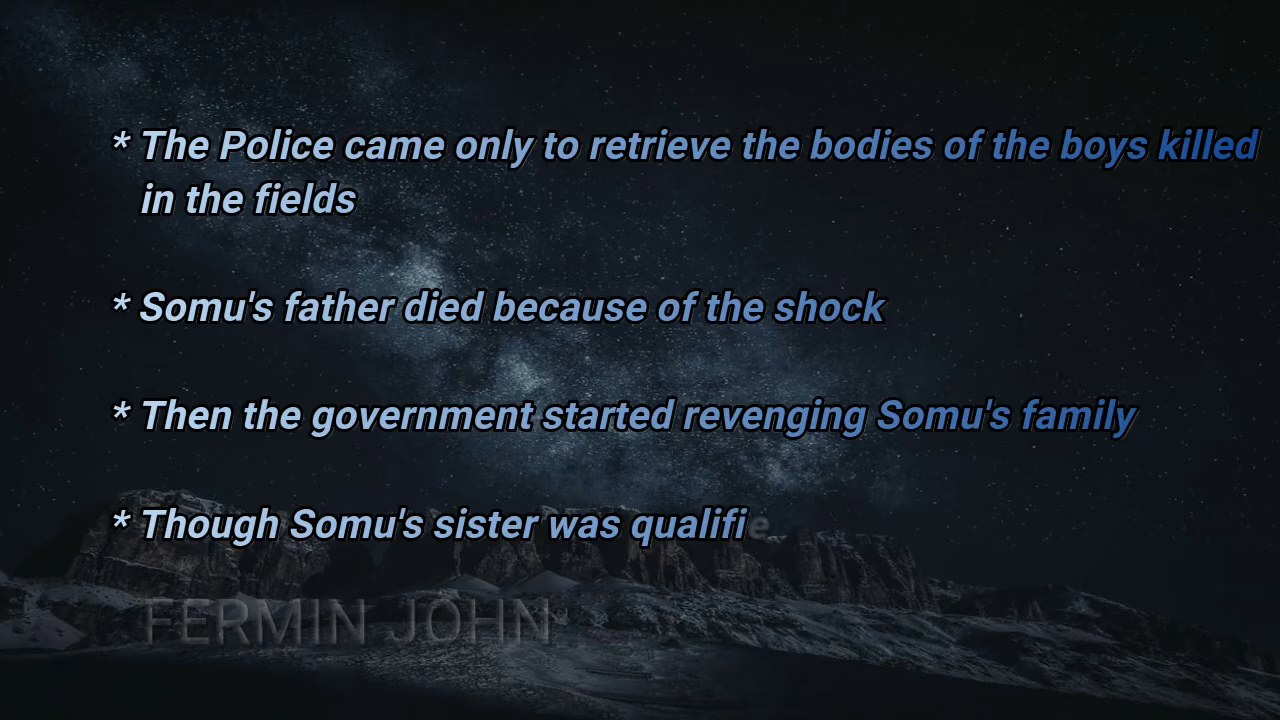 * The Police came only to retrieve the bodies of the boys killed
in the fields
* Somu's father died because of the shock
* Then the government started revenging Somu's family
* Though Somu's sister was qualifie
FERMIN JOHN